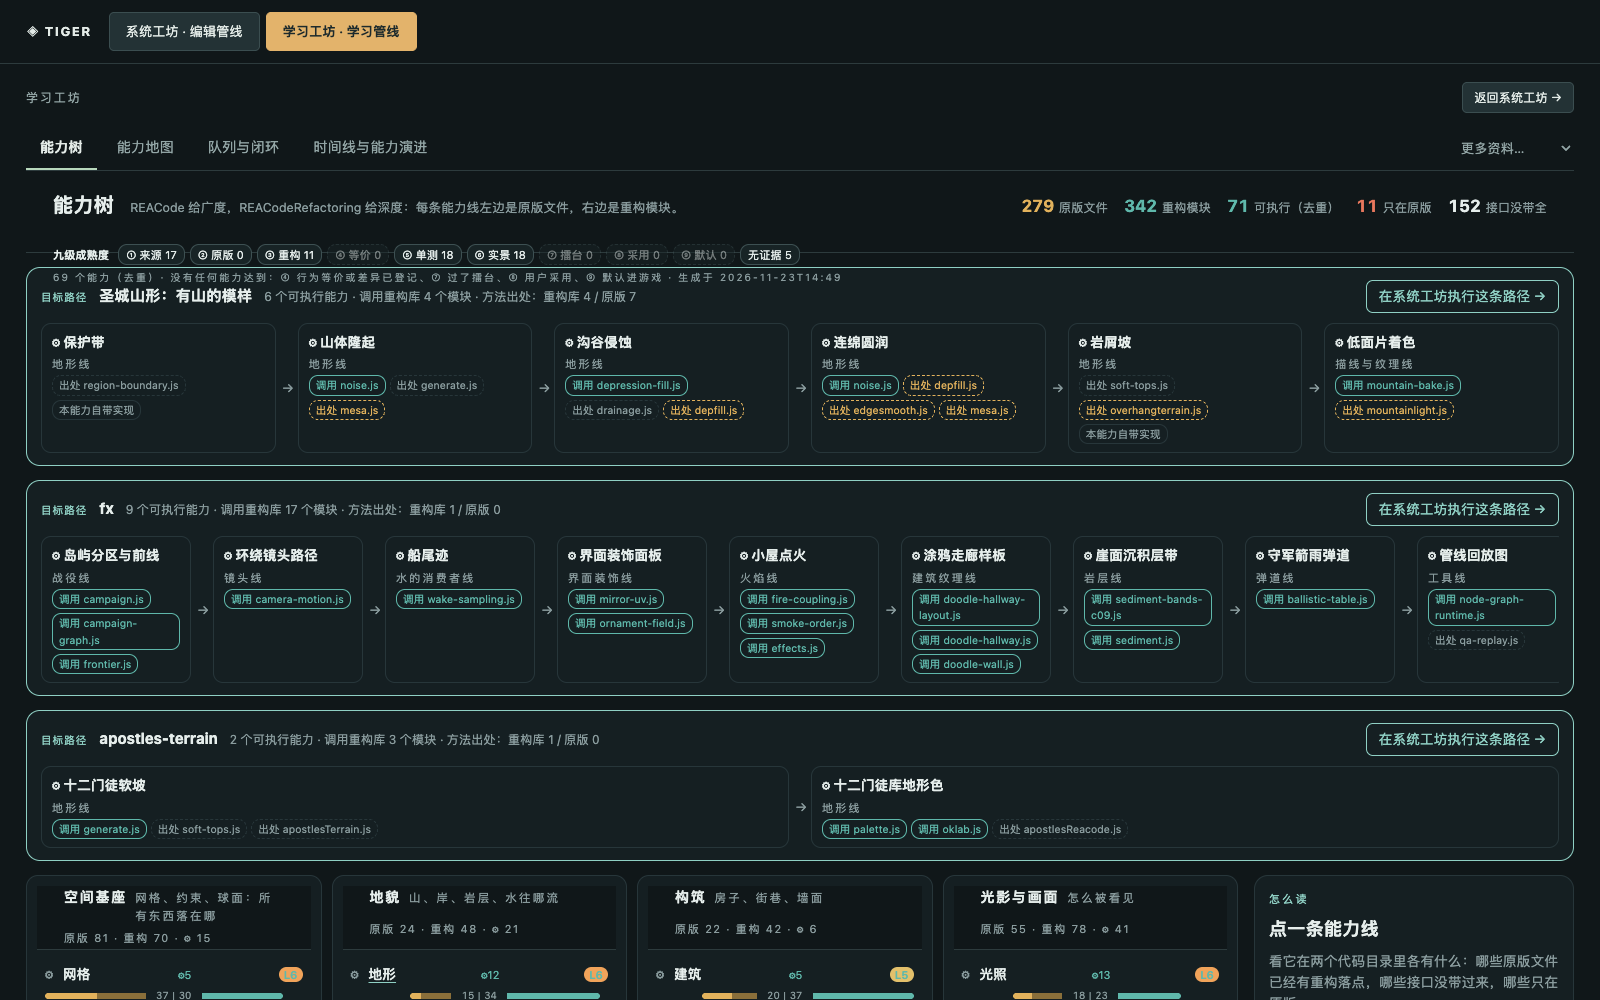 ◈ TIGER
系统工坊 · 编辑管线
学习工坊 · 学习管线
学习工坊
返回系统工坊 →
能力树
能力地图
队列与闭环
时间线与能力演进
更多资料...
能力树
REACode 给广度，REACodeRefactoring 给深度：每条能力线左边是原版文件，右边是重构模块。
279 原版文件 342 重构模块 71 可执行（去重） 11 只在原版 152 接口没带全
九级成熟度 ① 来源 17 ② 原版 0 ③ 重构 11 ④ 等价 0 ⑤ 单测 18 ⑥ 实景 18 ⑦ 擂台 0 ⑧ 采用 0 ⑨ 默认 0 无证据 5
69 个能力（去重）· 没有任何能力达到：④ 行为等价或差异已登记、⑦ 过了擂台、⑧ 用户采用、⑨ 默认进游戏 · 生成于 2026-11-23T14:49
目标路径 圣城山形：有山的模样 6 个可执行能力 · 调用重构库 4 个模块 · 方法出处：重构库 4 / 原版 7
在系统工坊执行这条路径 →
⚙ 保护带
地形线
出处 region-boundary.js
本能力自带实现
→
⚙ 山体隆起
地形线
调用 noise.js 出处 generate.js
出处 mesa.js
→
⚙ 沟谷侵蚀
地形线
调用 depression-fill.js
出处 drainage.js 出处 depfill.js
→
⚙ 连绵圆润
地形线
调用 noise.js 出处 depfill.js
出处 edgesmooth.js 出处 mesa.js
→
⚙ 岩屑坡
地形线
出处 soft-tops.js
出处 overhangterrain.js
本能力自带实现
→
⚙ 低面片着色
描线与纹理线
调用 mountain-bake.js
出处 mountainlight.js
目标路径 fx 9 个可执行能力 · 调用重构库 17 个模块 · 方法出处：重构库 1 / 原版 0
在系统工坊执行这条路径 →
⚙ 岛屿分区与前线
战役线
调用 campaign.js
调用 campaign-
graph.js
调用 frontier.js
→
⚙ 环绕镜头路径
镜头线
调用 camera-motion.js
→
⚙ 船尾迹
水的消费者线
调用 wake-sampling.js
→
⚙ 界面装饰面板
界面装饰线
调用 mirror-uv.js
调用 ornament-field.js
→
⚙ 小屋点火
火焰线
调用 fire-coupling.js
调用 smoke-order.js
调用 effects.js
→
⚙ 涂鸦走廊样板
建筑纹理线
调用 doodle-hallway-
layout.js
调用 doodle-hallway.js
调用 doodle-wall.js
→
⚙ 崖面沉积层带
岩层线
调用 sediment-bands-
c09.js
调用 sediment.js
→
⚙ 守军箭雨弹道
弹道线
调用 ballistic-table.js
→
⚙ 管线回放图
工具线
调用 node-graph-
runtime.js
出处 qa-replay.js
目标路径 apostles-terrain 2 个可执行能力 · 调用重构库 3 个模块 · 方法出处：重构库 1 / 原版 0
在系统工坊执行这条路径 →
⚙ 十二门徒软坡
地形线
调用 generate.js 出处 soft-tops.js 出处 apostlesTerrain.js
→
⚙ 十二门徒库地形色
地形线
调用 palette.js 调用 oklab.js 出处 apostlesReacode.js
空间基座 网格、约束、球面：所
有东西落在哪
原版 81 · 重构 70 · ⚙ 15
⚙ 网格 ⚙5 L6
37 | 30
地貌 山、岸、岩层、水往哪流
原版 24 · 重构 48 · ⚙ 21
⚙ 地形 ⚙12 L6
15 | 34
构筑 房子、街巷、墙面
原版 22 · 重构 42 · ⚙ 6
⚙ 建筑 ⚙5 L5
20 | 37
光影与画面 怎么被看见
原版 55 · 重构 78 · ⚙ 41
⚙ 光照 ⚙13 L6
18 | 23
怎么读
点一条能力线
看它在两个代码目录里各有什么：哪些原版文件
已经有重构落点，哪些接口没带过来，哪些只在
原版。